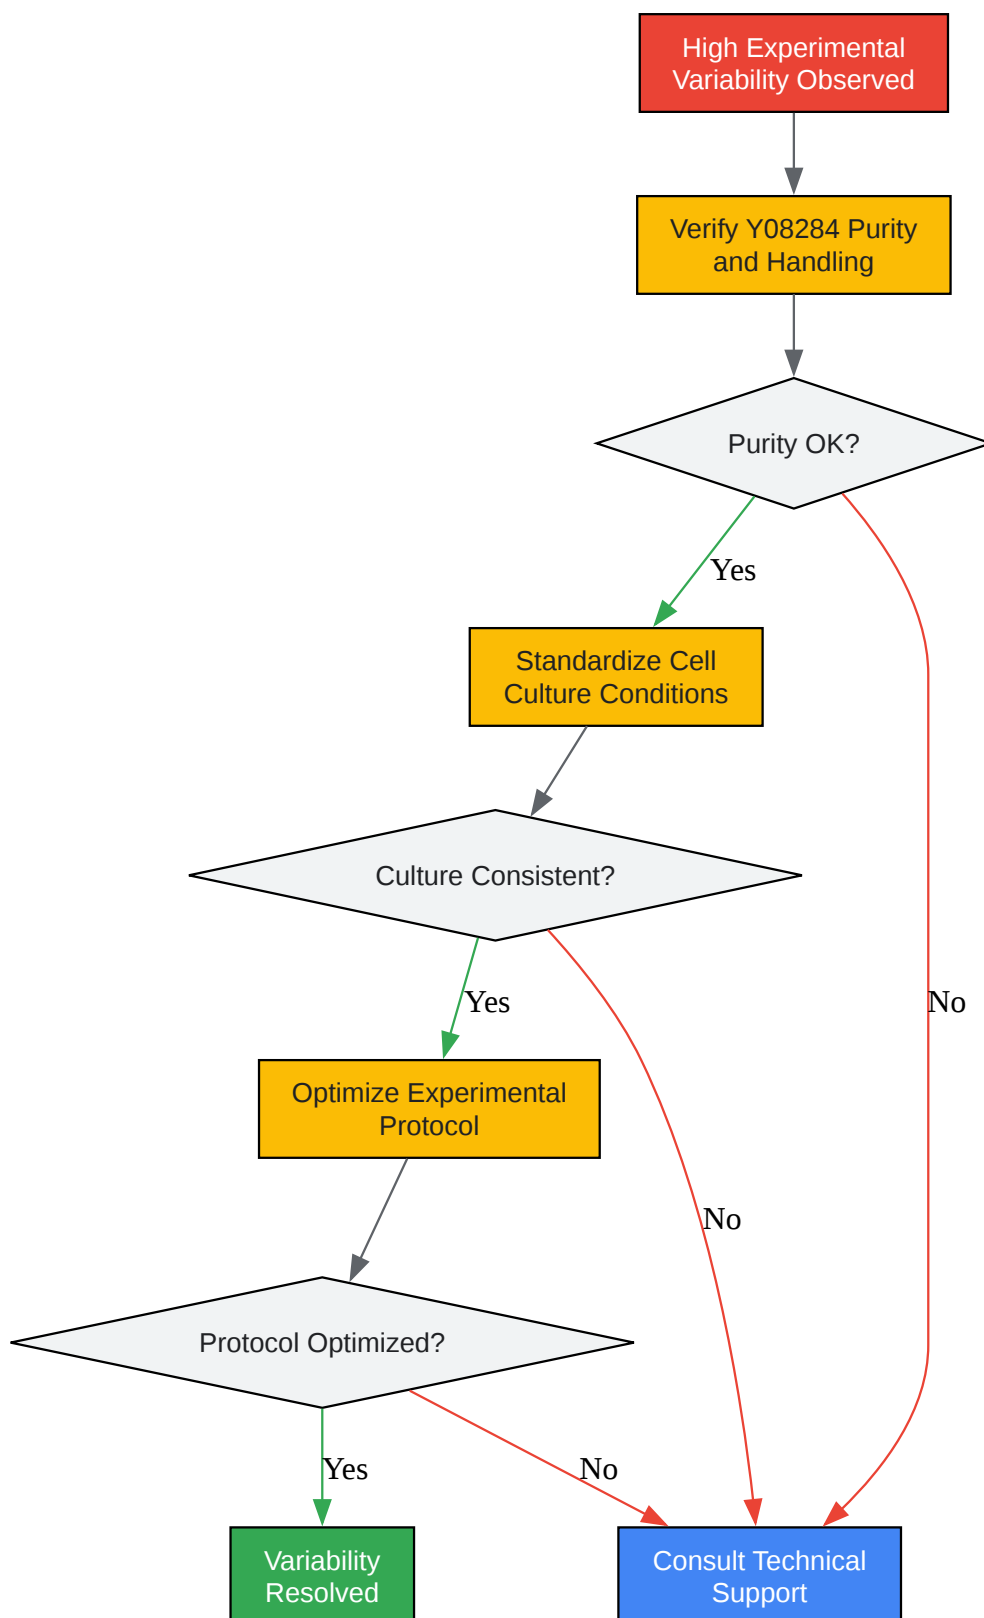 High Experimental
Variability Observed
Verify Y08284 Purity
and Handling
Purity OK?
Yes
Standardize Cell
Culture Conditions
Culture Consistent?
Yes
No
Optimize Experimental
Protocol
No
Protocol Optimized?
Yes
No
Variability
Resolved
Consult Technical
Support